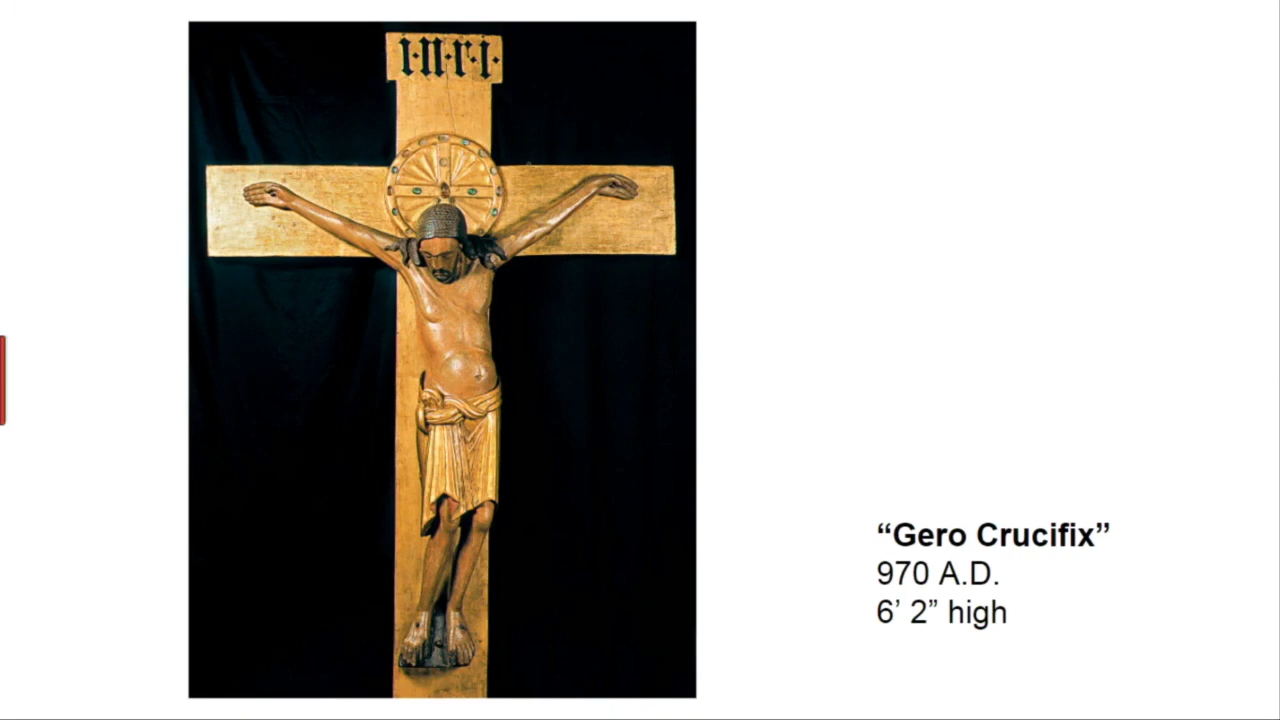 i·n·r·i·
“Gero Crucifix”
970 A.D.
6’ 2” high